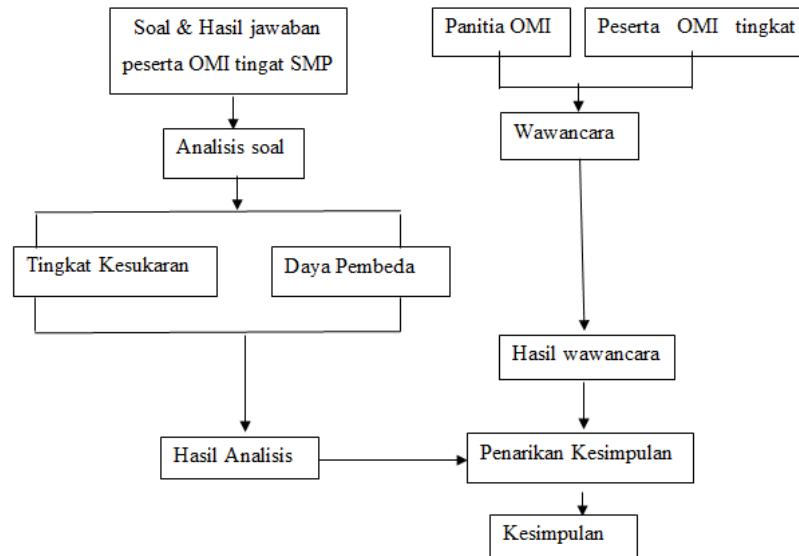 Soal & Hasil jawaban
peserta OMI tingat SMP
Panitia OMI
Peserta OMI tingkat
Analisis soal
Wawancara
Tingkat Kesukaran
Daya Pembeda
Hasil wawancara
Hasil Analisis
Penarikan Kesimpulan
Kesimpulan